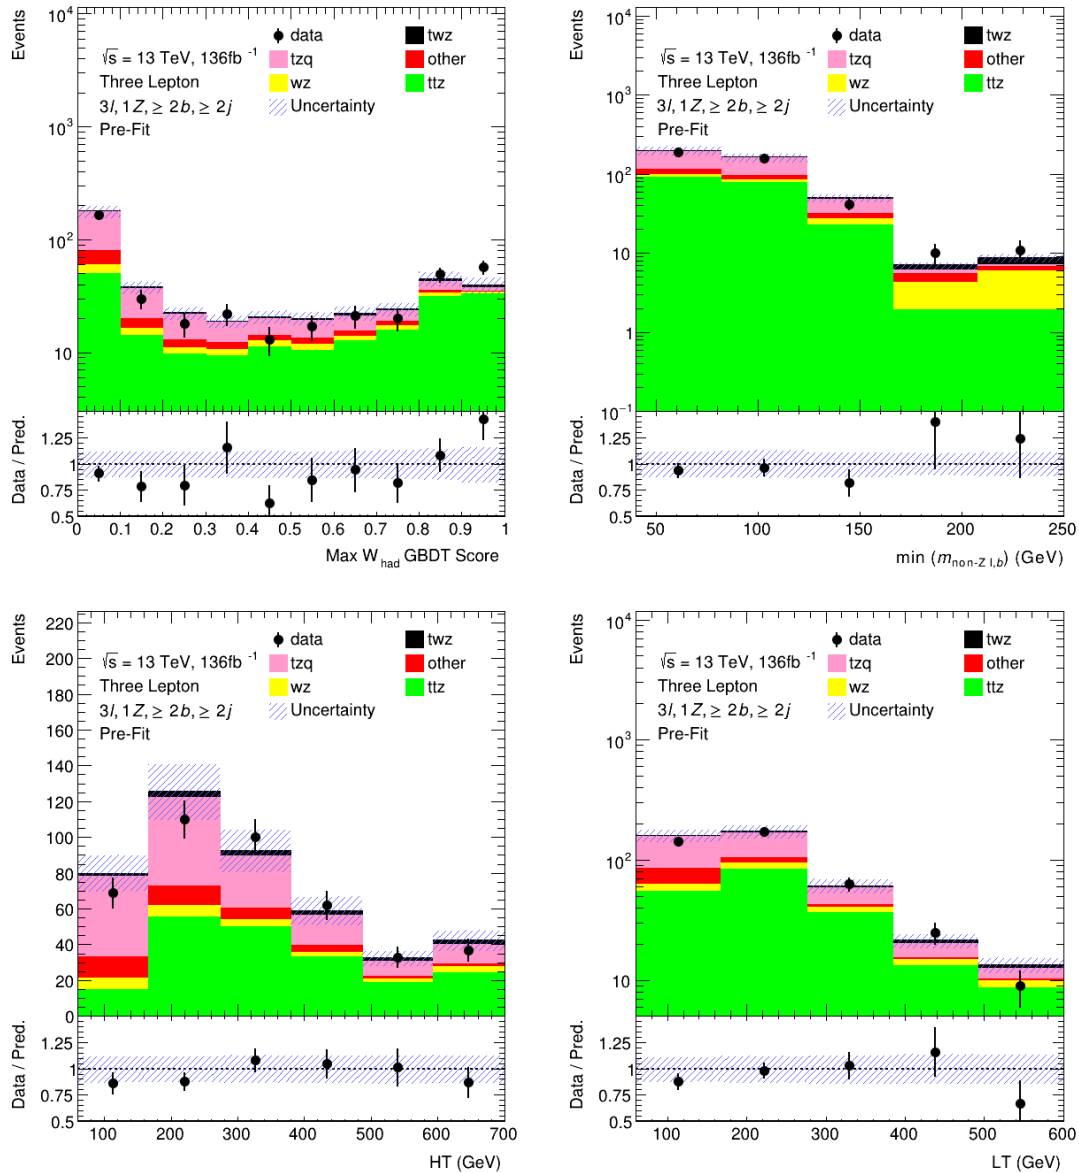 Events
10⁴
10³
10²
10
√s = 13 TeV, 136fb ⁻¹
Three Lepton
3l, 1Z, ≥ 2b, ≥ 2j
Pre-Fit
data
tzq
wz
Uncertainty
twz
other
ttz
Data / Pred.
1.25
1
0.75
0.5
0 0.1 0.2 0.3 0.4 0.5 0.6 0.7 0.8 0.9 1
Max W_had GBDT Score
Events
10⁴
10³
10²
10
1
10⁻¹
√s = 13 TeV, 136fb ⁻¹
Three Lepton
3l, 1Z, ≥ 2b, ≥ 2j
Pre-Fit
data
tzq
wz
Uncertainty
twz
other
ttz
Data / Pred.
1.25
1
0.75
0.5
50 100 150 200 250
min (m_non-Z l,b) (GeV)
Events
220
200
180
160
140
120
100
80
60
40
20
0
√s = 13 TeV, 136fb ⁻¹
Three Lepton
3l, 1Z, ≥ 2b, ≥ 2j
Pre-Fit
data
tzq
wz
Uncertainty
twz
other
ttz
Data / Pred.
1.25
1
0.75
0.5
100 200 300 400 500 600 700
HT (GeV)
Events
10⁴
10³
10²
10
√s = 13 TeV, 136fb ⁻¹
Three Lepton
3l, 1Z, ≥ 2b, ≥ 2j
Pre-Fit
data
tzq
wz
Uncertainty
twz
other
ttz
Data / Pred.
1.25
1
0.75
0.5
100 200 300 400 500 600
LT (GeV)